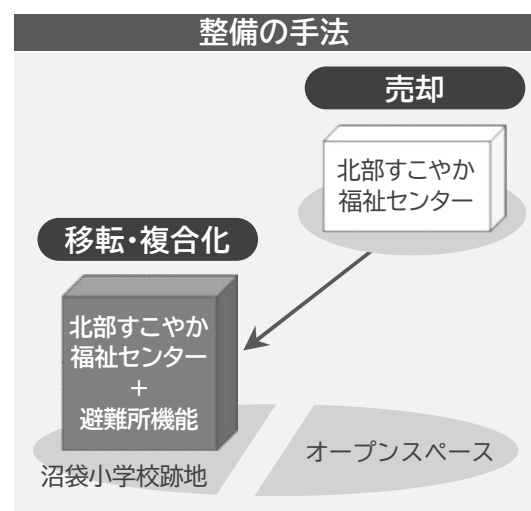 整備の手法
売却
北部すこやか
福祉センター
移転・複合化
北部すこやか
福祉センター
+
避難所機能
沼袋小学校跡地
オープンスペース